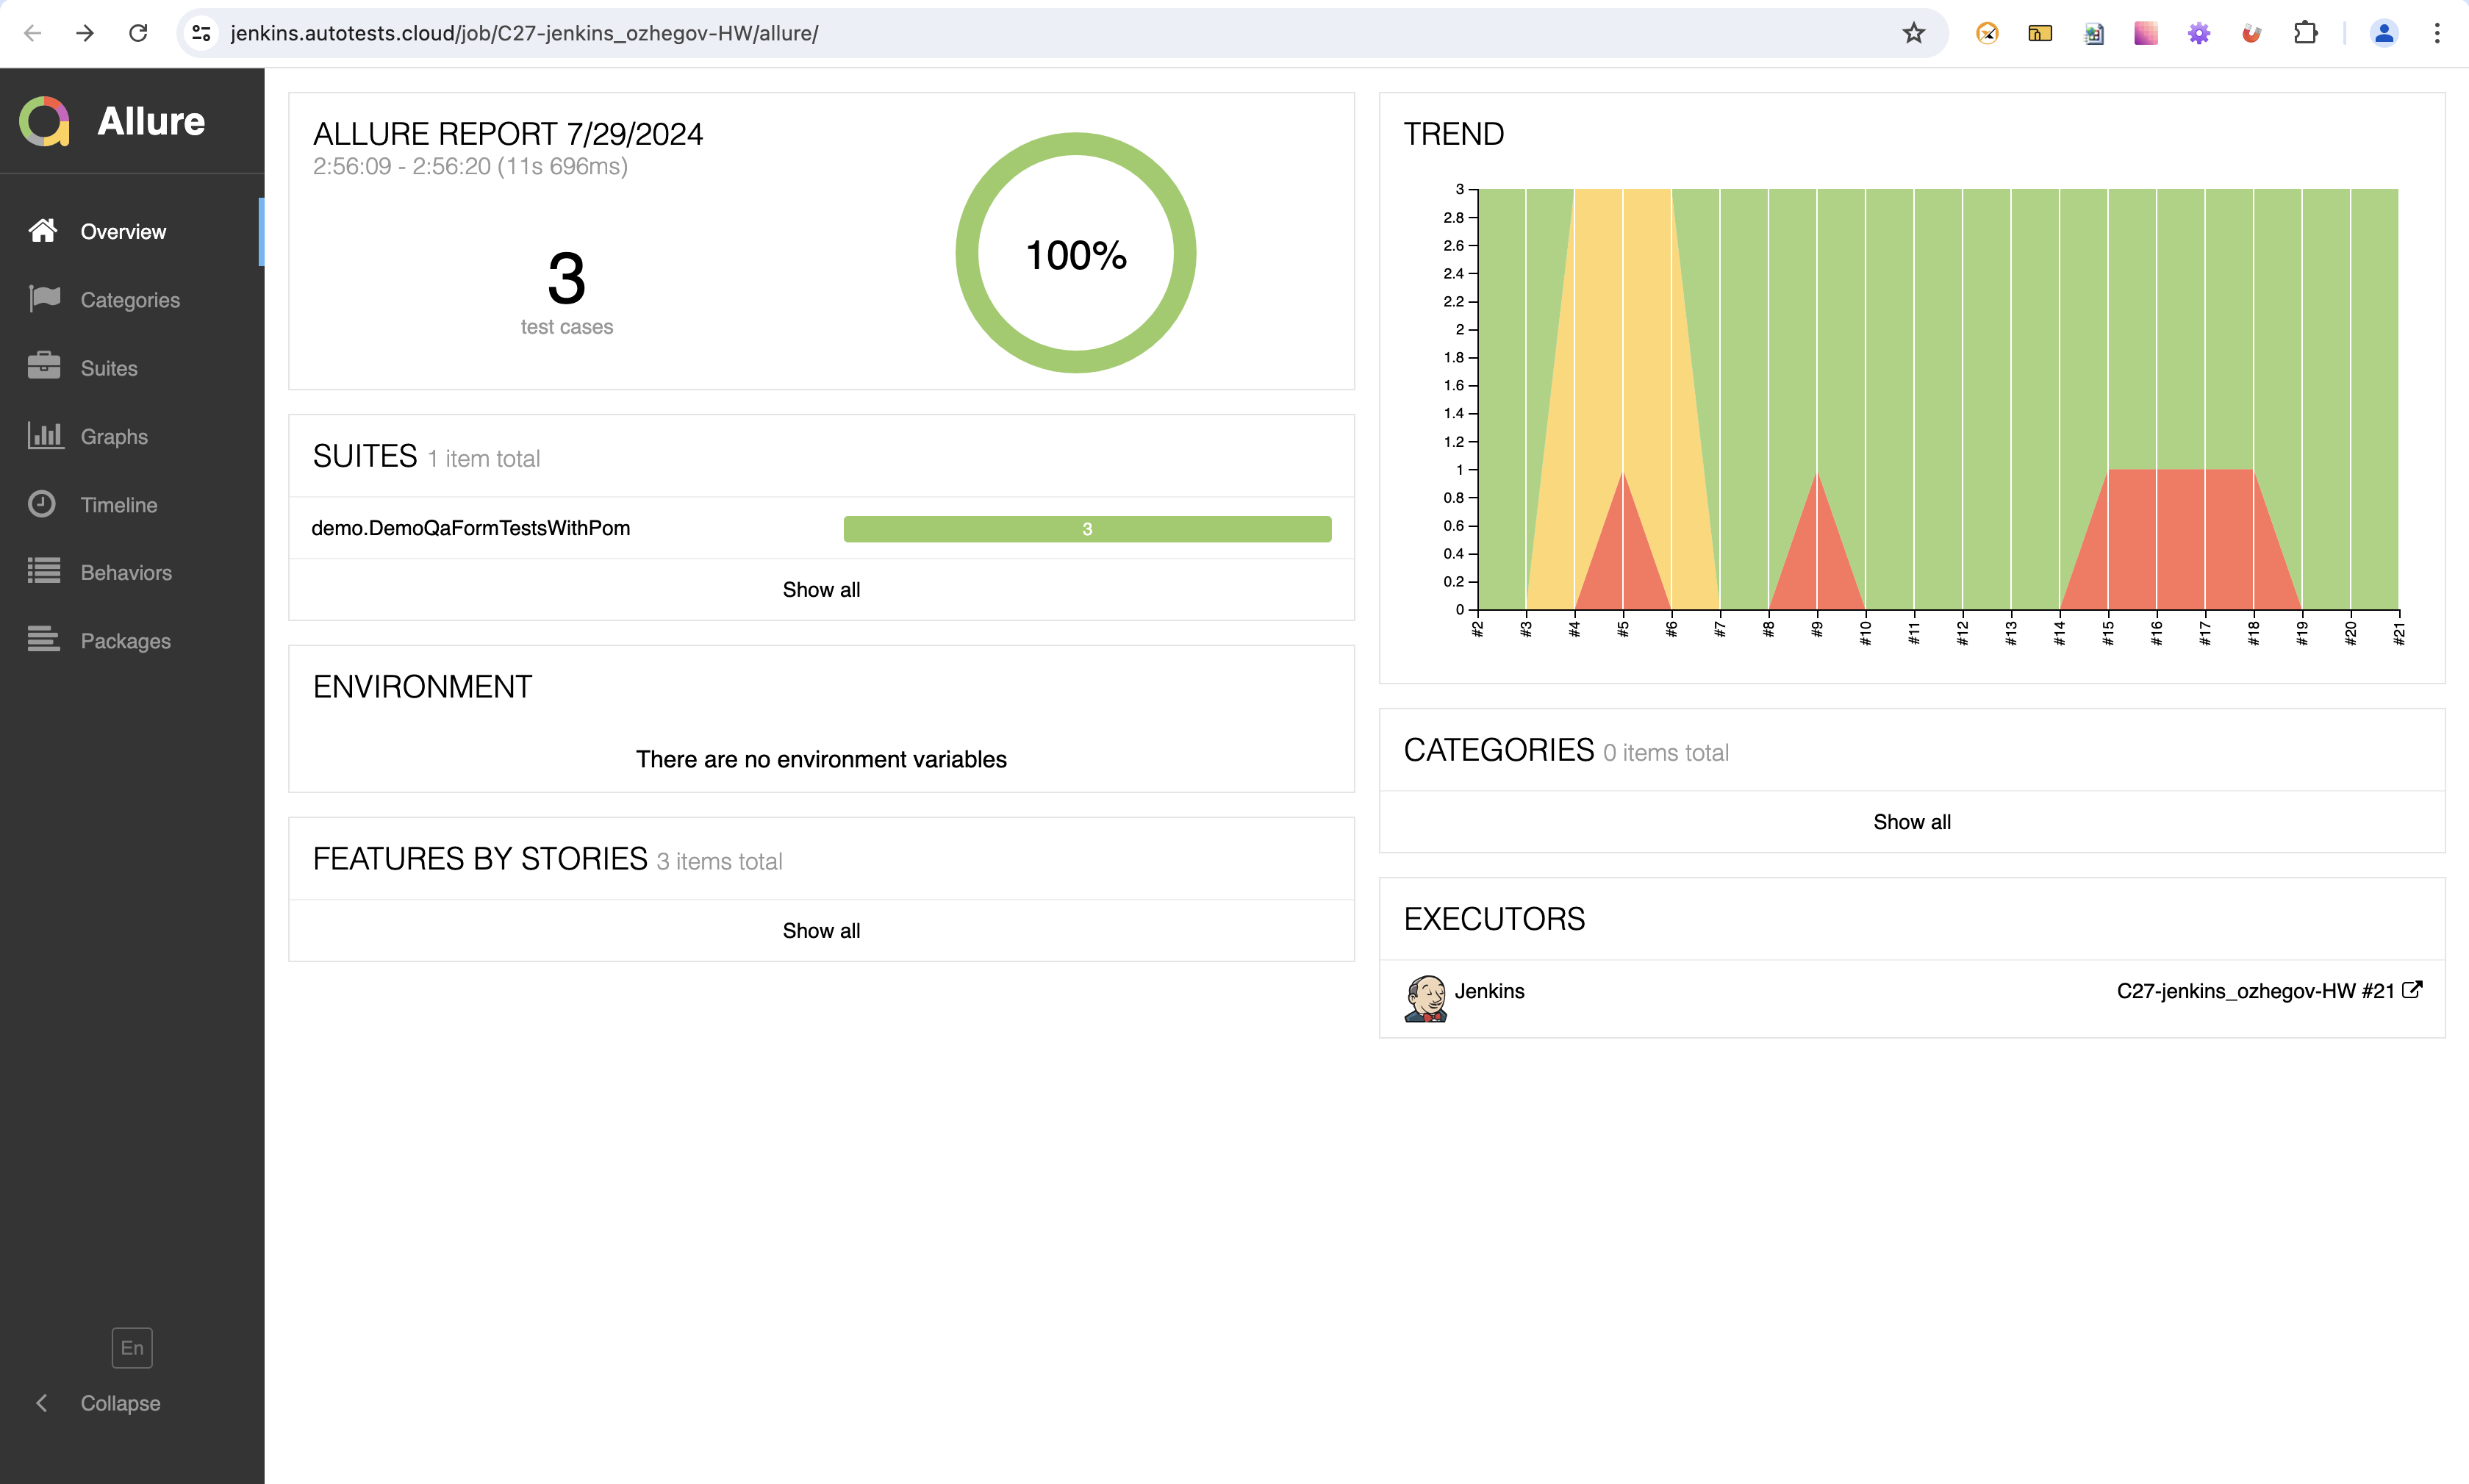 jenkins.autotests.cloud/job/C27-jenkins_ozhegov-HW/allure/
Allure
Overview
Categories
Suites
Graphs
Timeline
Behaviors
Packages
En
Collapse
ALLURE REPORT 7/29/2024
2:56:09 - 2:56:20 (11s 696ms)
3
test cases
100%
SUITES 1 item total
demo.DemoQaFormTestsWithPom 3
Show all
ENVIRONMENT
There are no environment variables
FEATURES BY STORIES 3 items total
Show all
TREND
3
2.8
2.6
2.4
2.2
2
1.8
1.6
1.4
1.2
1
0.8
0.6
0.4
0.2
0
#2 #3 #4 #5 #6 #7 #8 #9 #10 #11 #12 #13 #14 #15 #16 #17 #18 #19 #20 #21
CATEGORIES 0 items total
Show all
EXECUTORS
Jenkins C27-jenkins_ozhegov-HW #21